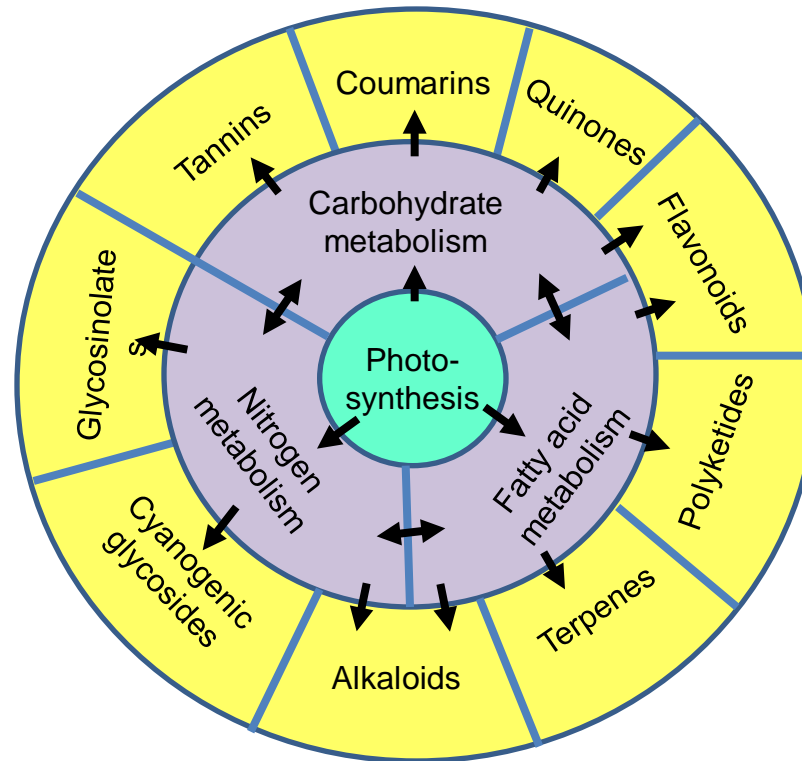 Coumarins
Quinones
Flavonoids
Polyketides
Terpenes
Alkaloids
Cyanogenic
glycosides
Glycosinolate
s
Tannins
Carbohydrate
metabolism
Fatty acid
metabolism
Nitrogen
metabolism
Photo-
synthesis